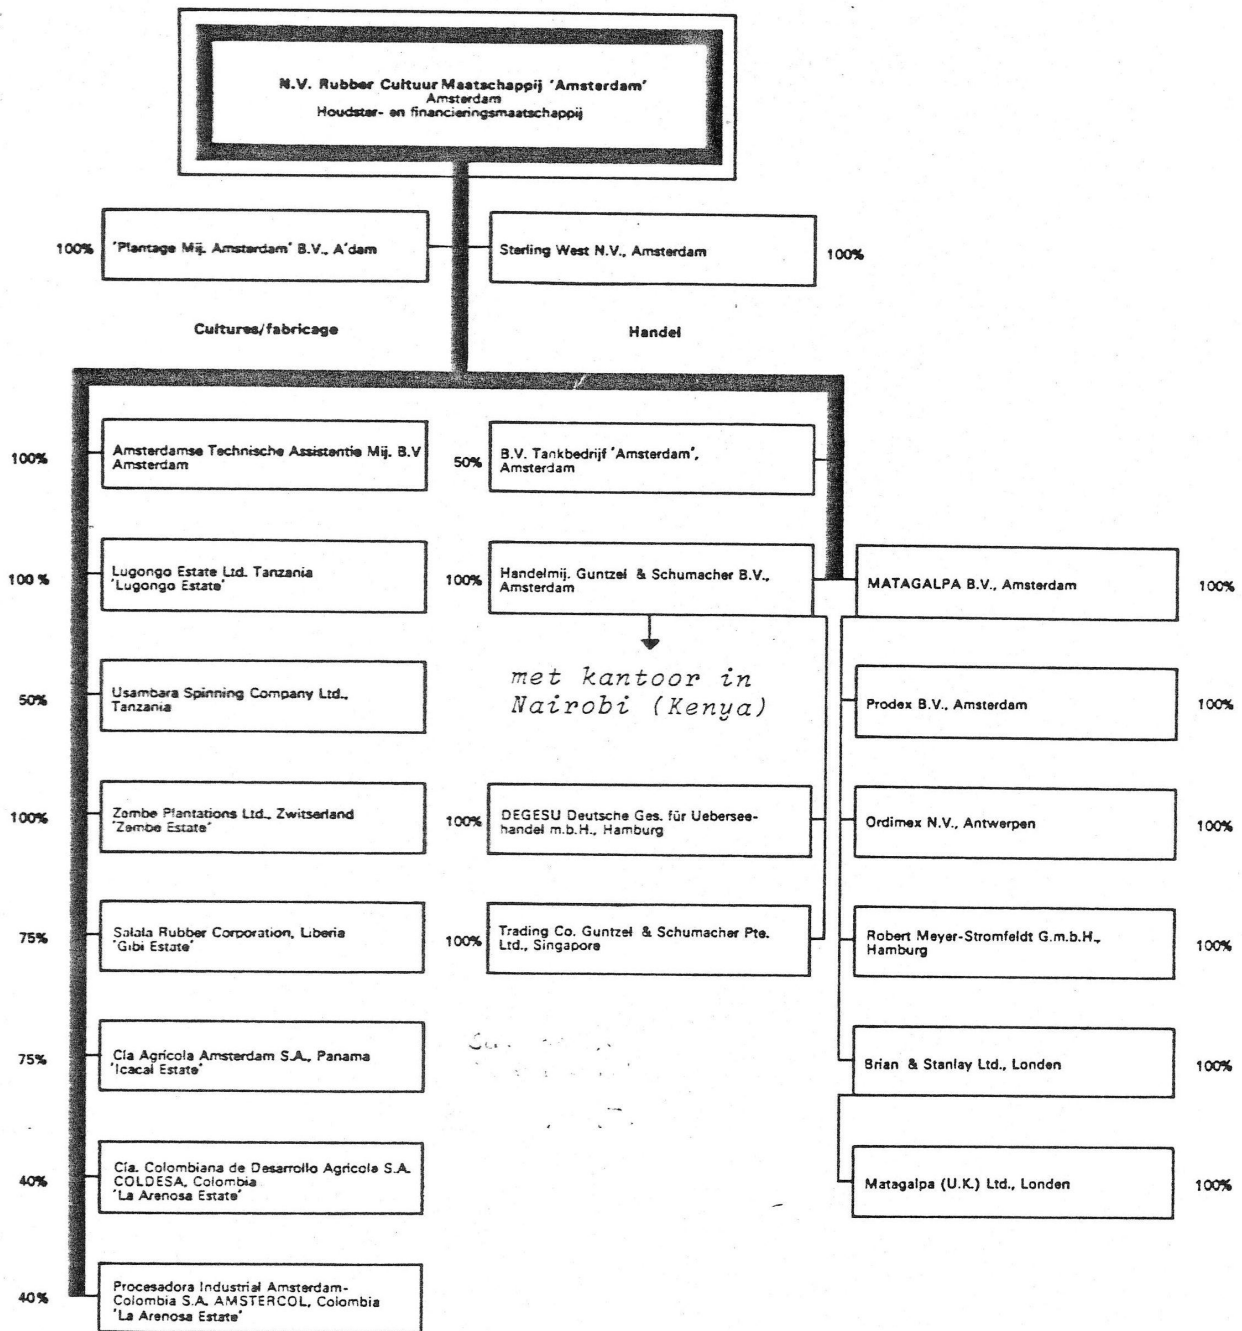 N.V. Rubber Cultuur Maatschappij 'Amsterdam'
Amsterdam
Houdster- en financieringsmaatschappij
100%
'Plantage Mij. Amsterdam' B.V., A'dam
Sterling West N.V., Amsterdam
100%
Cultures/fabricage
Handel
100%
Amsterdamse Technische Assistentie Mij. B.V
Amsterdam
100%
Lugongo Estate Ltd. Tanzania
'Lugongo Estate'
50%
Usambara Spinning Company Ltd.,
Tanzania
100%
Zembe Plantations Ltd., Zwitserland
'Zembe Estate'
75%
Salala Rubber Corporation, Liberia
'Gibi Estate'
75%
Cía Agrícola Amsterdam S.A., Panama
'Icacal Estate'
40%
Cía. Colombiana de Desarrollo Agrícola S.A.
COLDESA, Colombia
'La Arenosa Estate'
40%
Procesadora Industrial Amsterdam-
Colombia S.A. AMSTERCOL, Colombia
'La Arenosa Estate'
50%
B.V. Tankbedrijf 'Amsterdam',
Amsterdam
100%
Handelmij. Guntzel & Schumacher B.V.,
Amsterdam
met kantoor in
Nairobi (Kenya)
100%
DEGESU Deutsche Ges. für Uebersee-
handel m.b.H., Hamburg
100%
Trading Co. Guntzel & Schumacher Pte.
Ltd., Singapore
MATAGALPA B.V., Amsterdam
100%
Prodex B.V., Amsterdam
100%
Ordimex N.V., Antwerpen
100%
Robert Meyer-Stromfeldt G.m.b.H.,
Hamburg
100%
Brian & Stanlay Ltd., Londen
100%
Matagalpa (U.K.) Ltd., Londen
100%